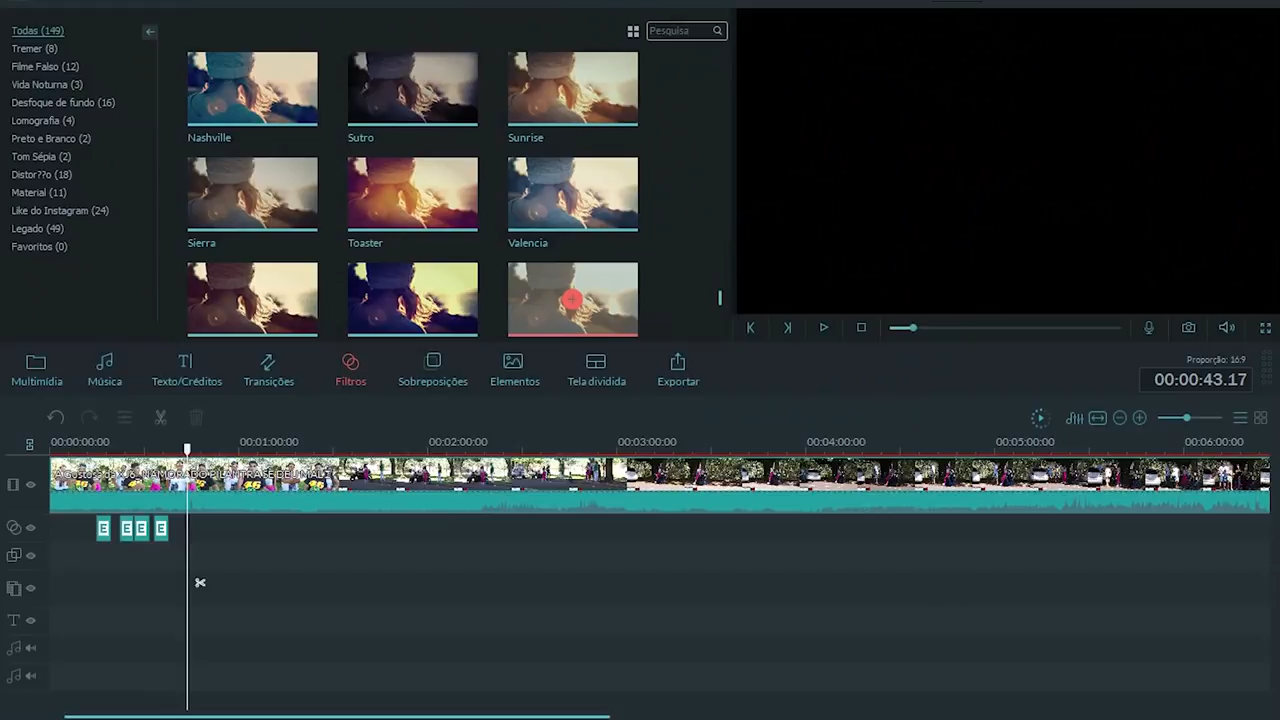 Todas (149)
Tremer (8)
Filme Falso (12)
Vida Noturna (3)
Desfoque de fundo (16)
Lomografia (4)
Preto e Branco (2)
Tom Sépia (2)
Distor??o (18)
Material (11)
Like do Instagram (24)
Legado (49)
Favoritos (0)
Pesquisa
Nashville
Sutro
Sunrise
Sierra
Toaster
Valencia
Multimídia
Música
Texto/Créditos
Transições
Filtros
Sobreposições
Elementos
Tela dividida
Exportar
Proporção: 16:9
00:00:43.17
00:00:00:00
00:01:00:00
00:02:00:00
00:03:00:00
00:04:00:00
00:05:00:00
00:06:00:00
E
E
E
E